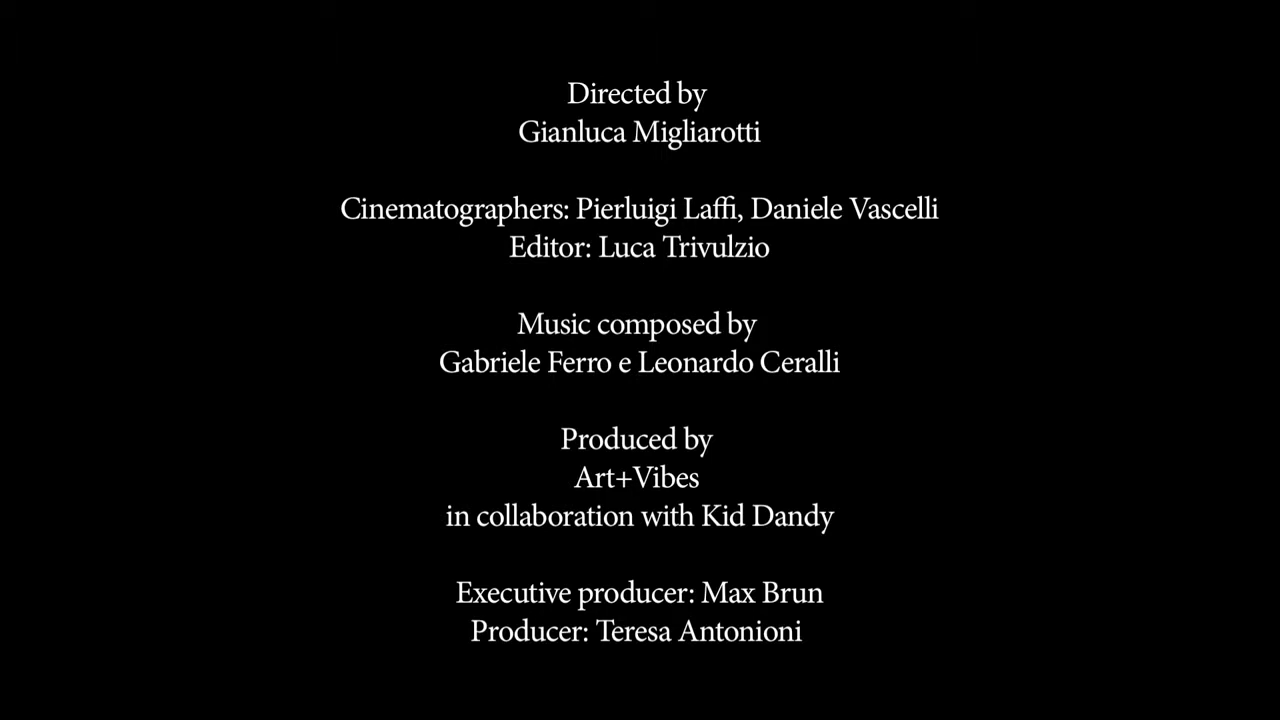 Directed by
Gianluca Migliarotti
Cinematographers: Pierluigi Laffi, Daniele Vascelli
Editor: Luca Trivulzio
Music composed by
Gabriele Ferro e Leonardo Ceralli
Produced by
Art+Vibes
in collaboration with Kid Dandy
Executive producer: Max Brun
Producer: Teresa Antonioni